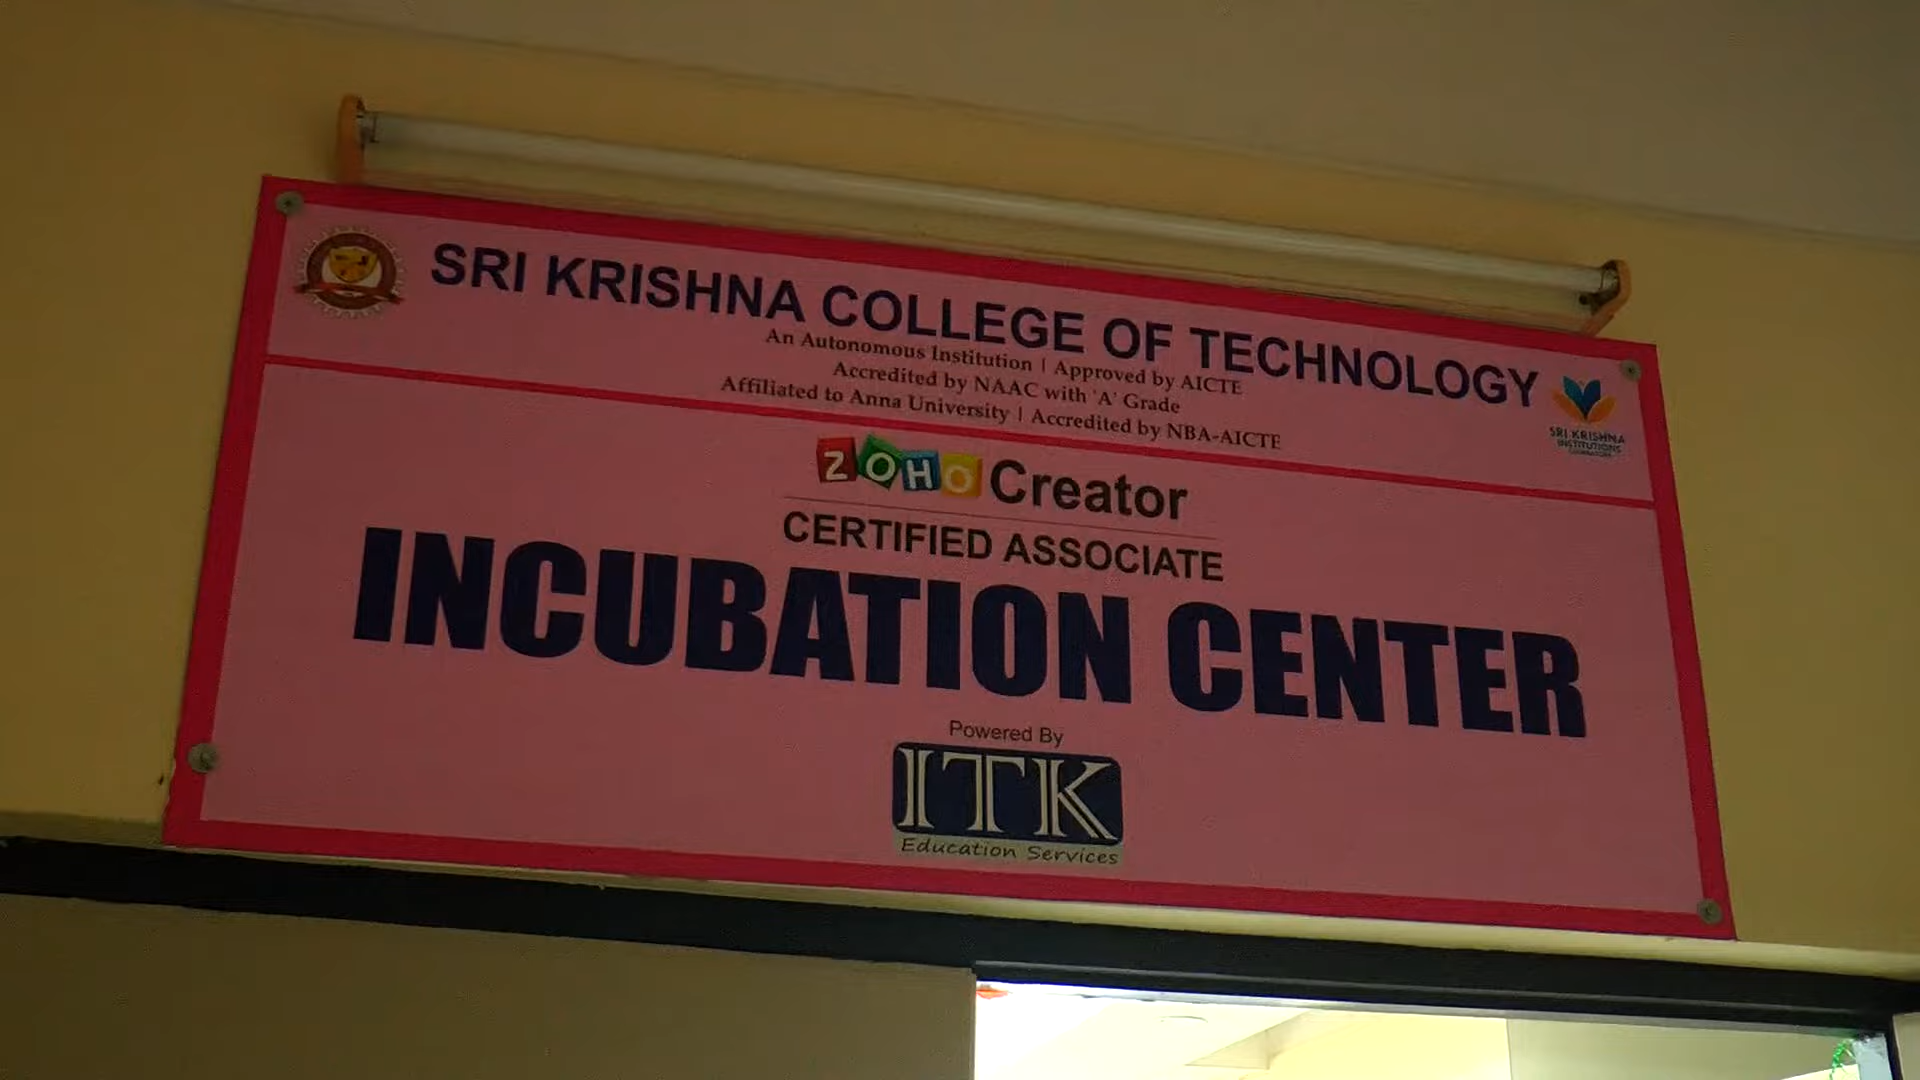 SRI KRISHNA COLLEGE OF TECHNOLOGY
An Autonomous Institution | Approved by AICTE
Accredited by NAAC with 'A' Grade
Affiliated to Anna University | Accredited by NBA-AICTE
SRI KRISHNA
INSTITUTIONS
ZOHO Creator
CERTIFIED ASSOCIATE
INCUBATION CENTER
Powered By
ITK
Education Services